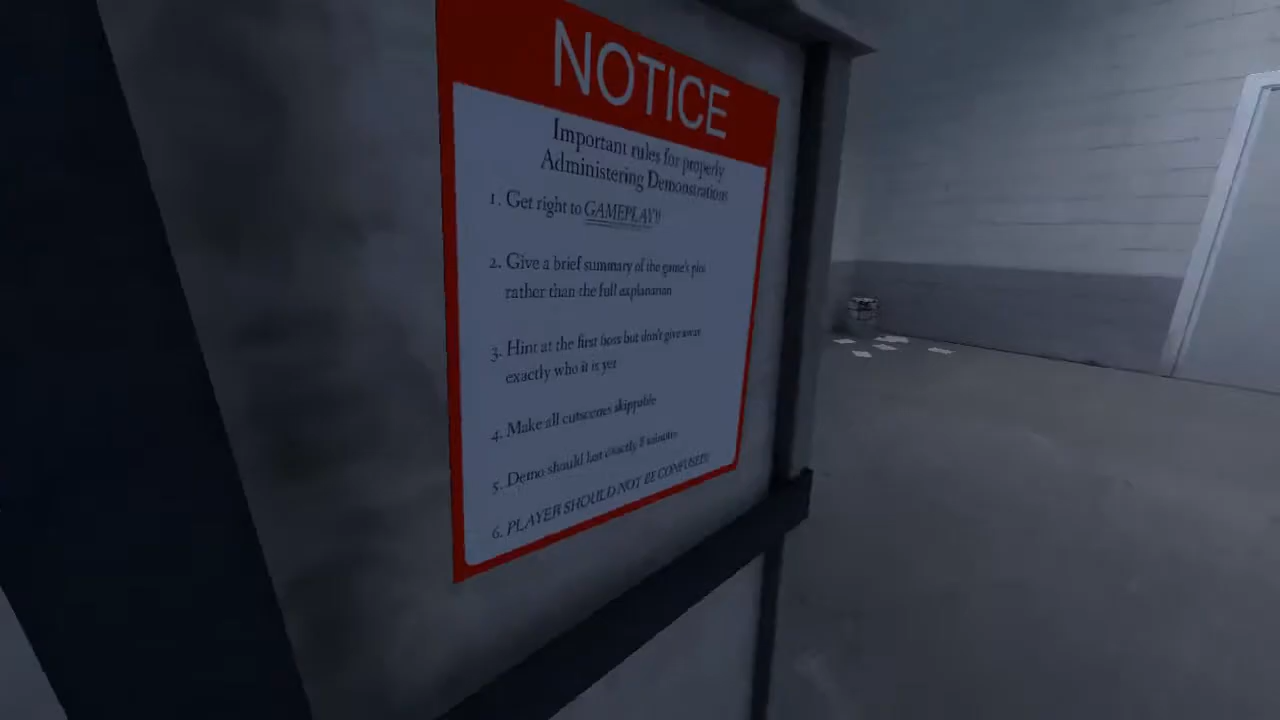 NOTICE
Important rules for properly
Administering Demonstrations
1. Get right to GAMEPLAY!!
2. Give a brief summary of the game's plot
rather than the full explanation
3. Hint at the first boss but don't give away
exactly who it is yet
4. Make all cutscenes skippable
5. Demo should last exactly 8 minutes
6. PLAYER SHOULD NOT BE CONFUSED!!